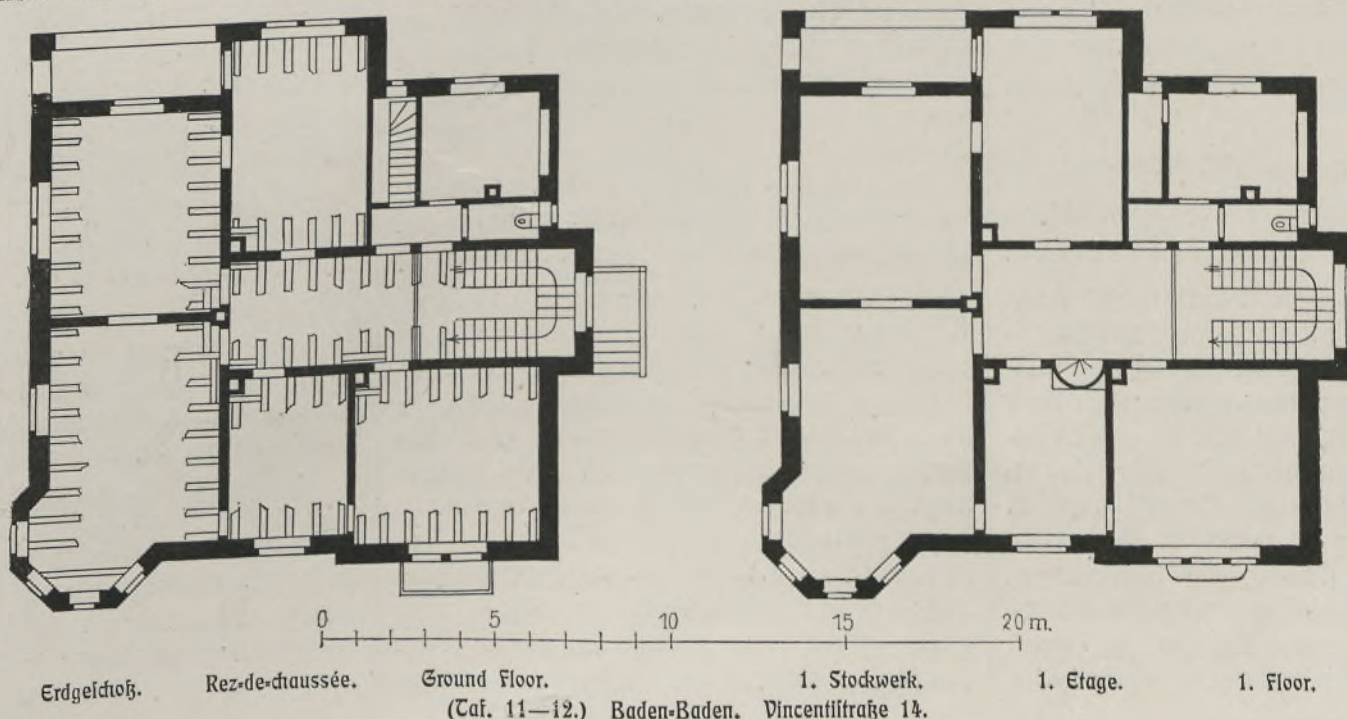 0 5 10 15 20 m.
Erdgeſchoß. Rez=de=chaussée. Ground Floor. 1. Stockwerk. 1. Etage. 1. Floor.
(Taf. 11—12.) Baden=Baden. Vincentiſtraße 14.